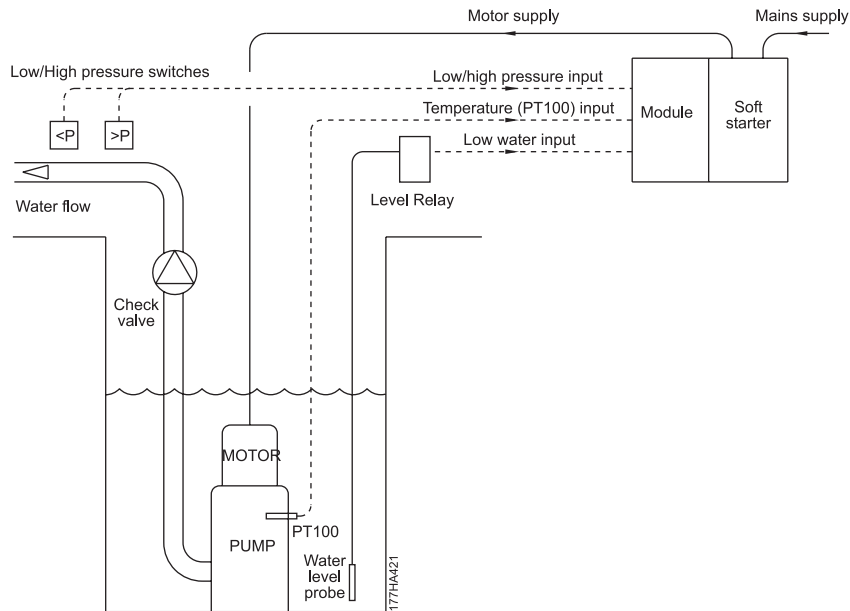 Motor supply
Mains supply
Low/High pressure switches
Low/high pressure input
<P
>P
Temperature (PT100) input
Module
Soft
starter
Low water input
Level Relay
Water flow
Check
valve
MOTOR
PT100
PUMP
Water
level
probe
177HA421